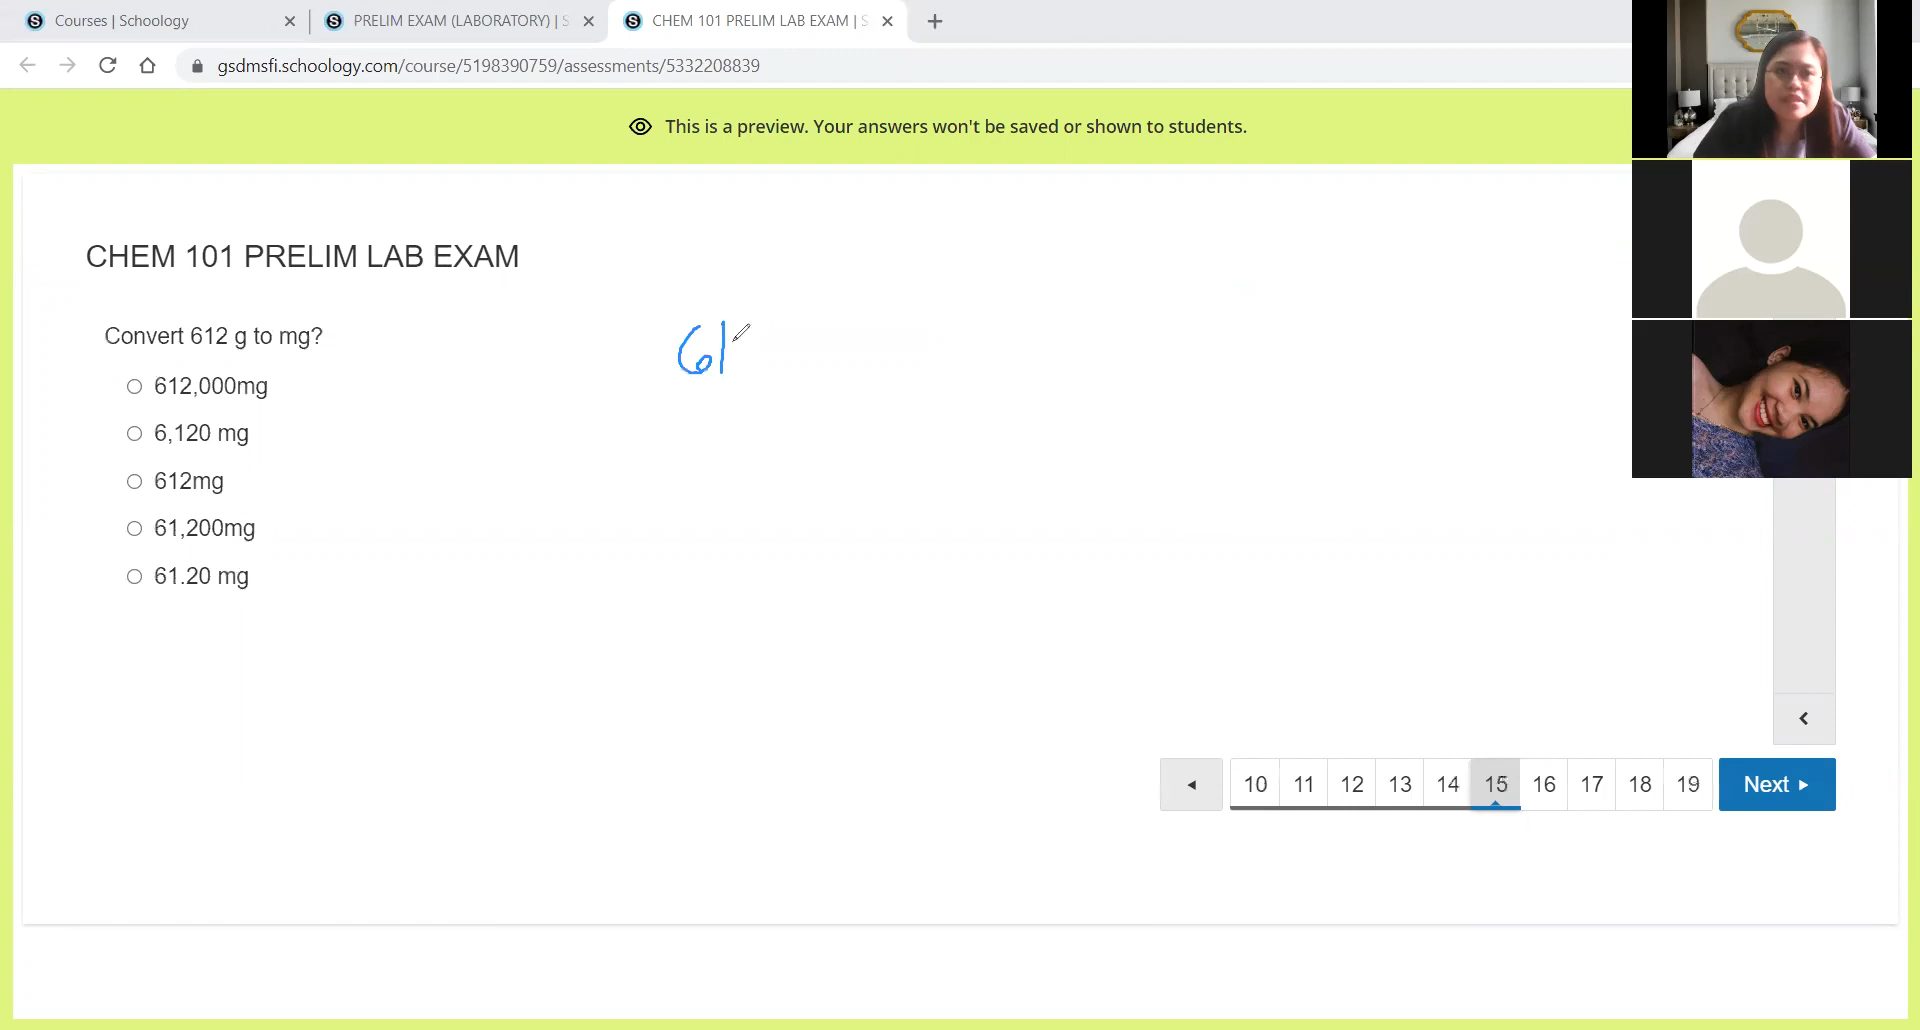 Courses | Schoology
PRELIM EXAM (LABORATORY) | S
CHEM 101 PRELIM LAB EXAM | S
gsdmsfi.schoology.com/course/5198390759/assessments/5332208839
This is a preview. Your answers won't be saved or shown to students.
CHEM 101 PRELIM LAB EXAM
Convert 612 g to mg?
61
612,000mg
6,120 mg
612mg
61,200mg
61.20 mg
10 11 12 13 14 15 16 17 18 19 Next